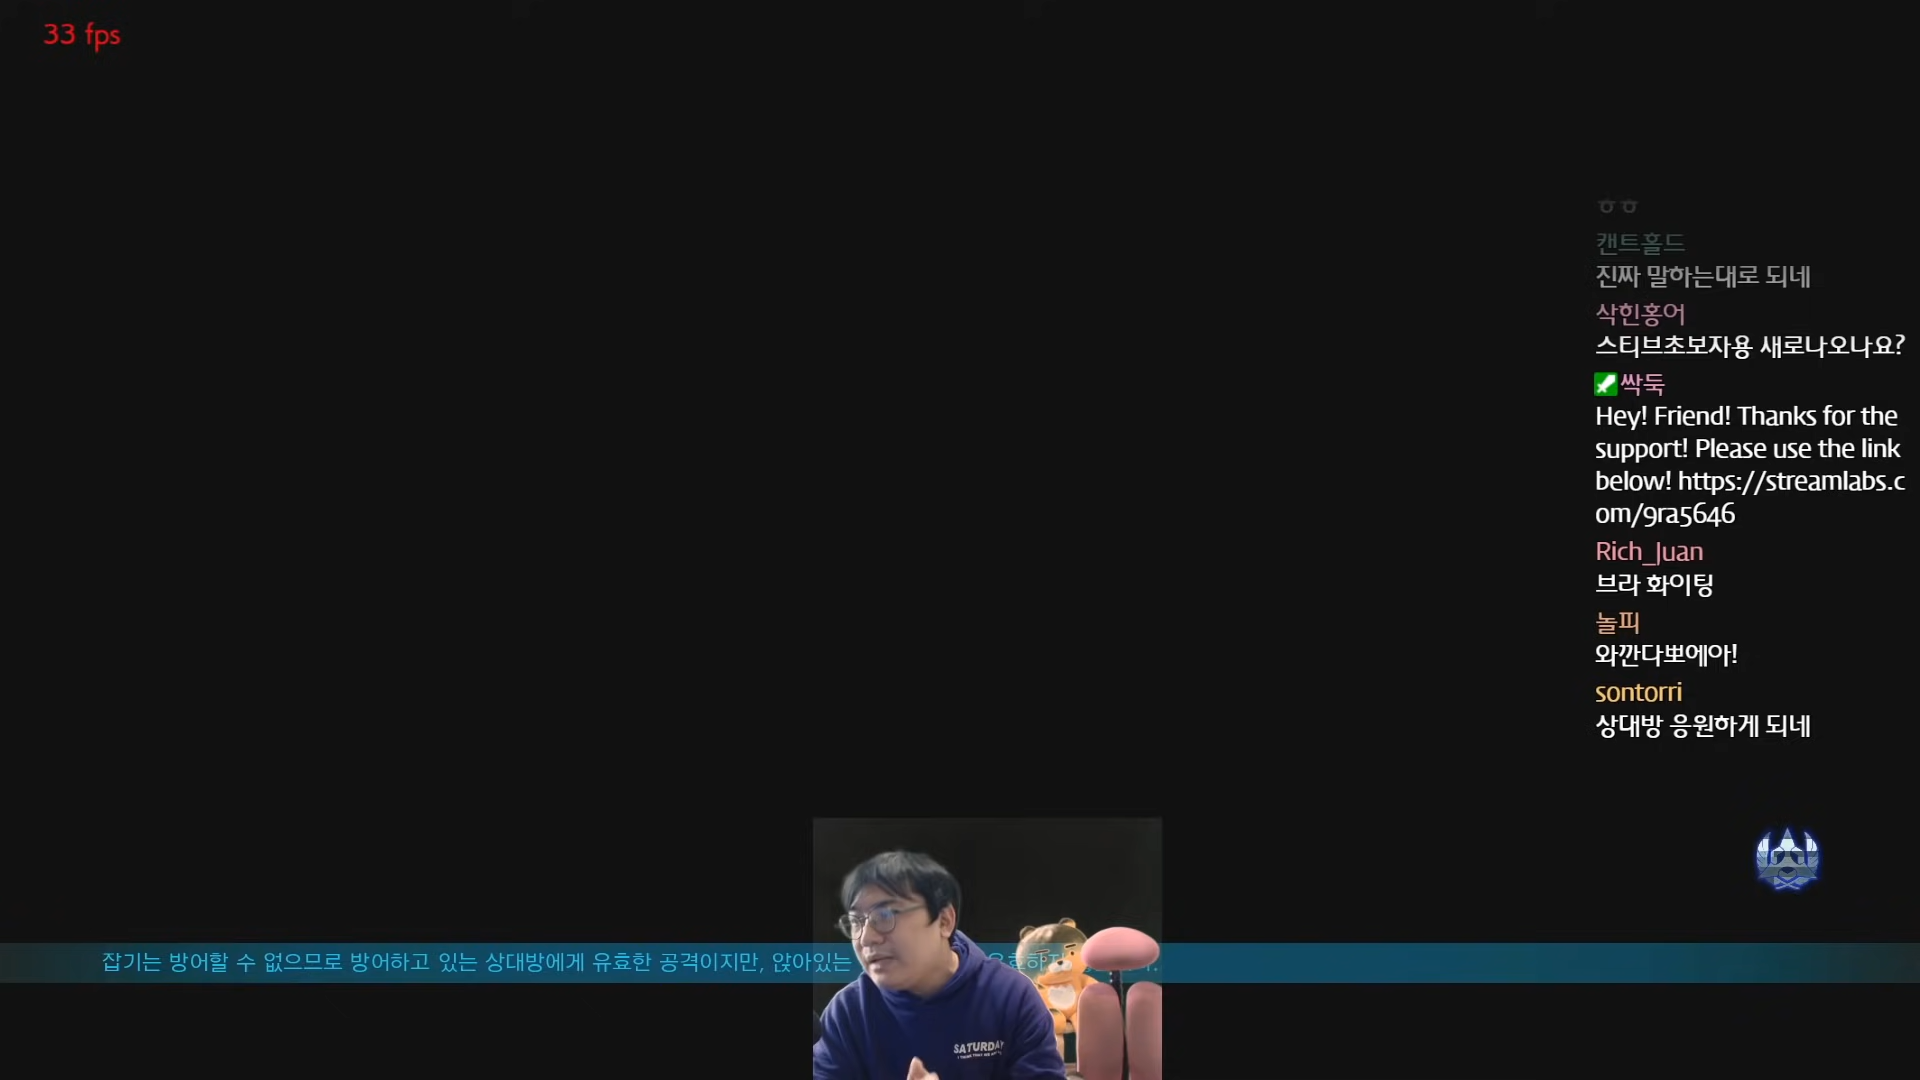 33 fps
ㅎㅎ
캔트홀드
진짜 말하는대로 되네
삭힌홍어
스티브초보자용 새로나오나요?
싹둑
Hey! Friend! Thanks for the
support! Please use the link
below! https://streamlabs.c
om/9ra5646
Rich_Juan
브라 화이팅
놀피
와깐다뽀에아!
sontorri
상대방 응원하게 되네
잡기는 방어할 수 없으므로 방어하고 있는 상대방에게 유효한 공격이지만, 앉아있는
SATURDAY